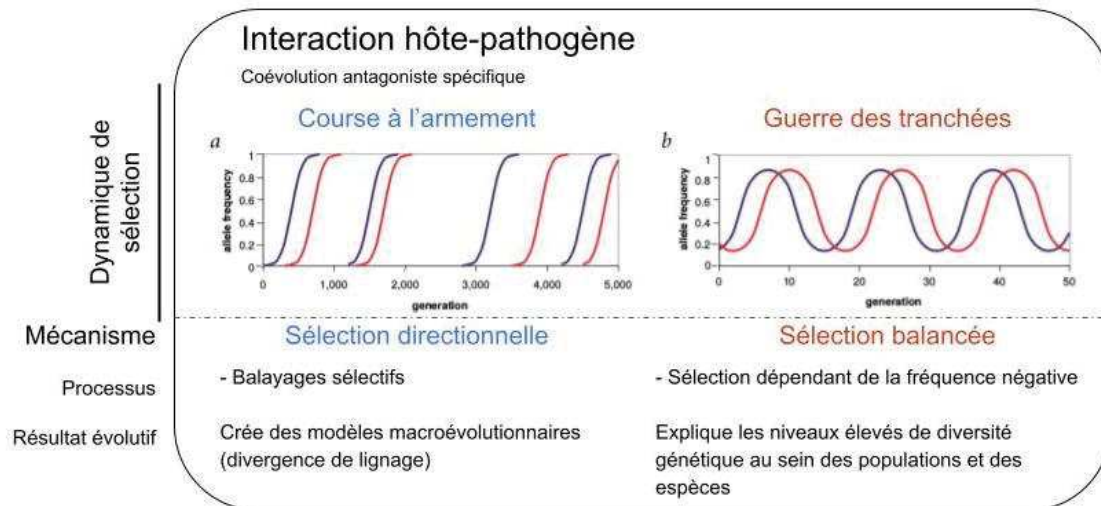 Interaction hôte-pathogène
Coévolution antagoniste spécifique
Dynamique de
sélection
Course à l'armement
a
allele frequency
1
0.8
0.6
0.4
0.2
0
0 1,000 2,000 3,000 4,000 5,000
generation
Guerre des tranchées
b
allele frequency
1
0.8
0.6
0.4
0.2
0
0 10 20 30 40 50
generation
Mécanisme
Sélection directionnelle
Sélection balancée
Processus
- Balayages sélectifs
- Sélection dépendant de la fréquence négative
Résultat évolutif
Crée des modèles macroévolutionnaires
(divergence de lignage)
Explique les niveaux élevés de diversité
génétique au sein des populations et des
espèces